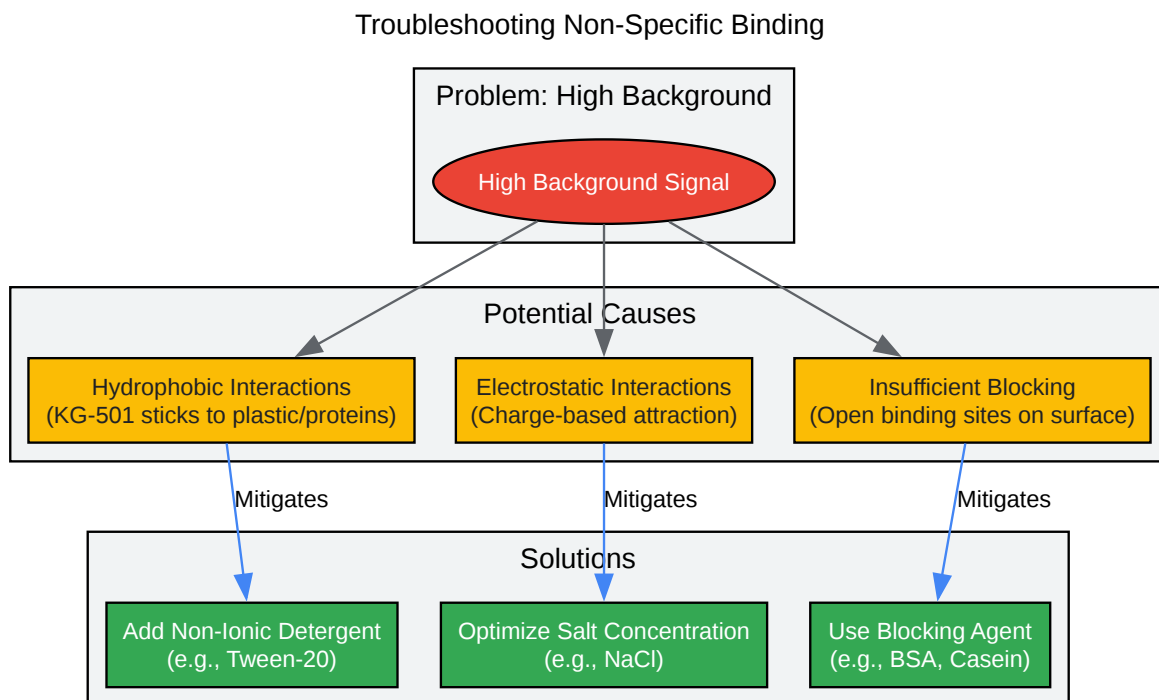 Troubleshooting Non-Specific Binding
Problem: High Background
High Background Signal
Potential Causes
Hydrophobic Interactions
(KG-501 sticks to plastic/proteins)
Electrostatic Interactions
(Charge-based attraction)
Insufficient Blocking
(Open binding sites on surface)
Mitigates
Mitigates
Mitigates
Solutions
Add Non-Ionic Detergent
(e.g., Tween-20)
Optimize Salt Concentration
(e.g., NaCl)
Use Blocking Agent
(e.g., BSA, Casein)